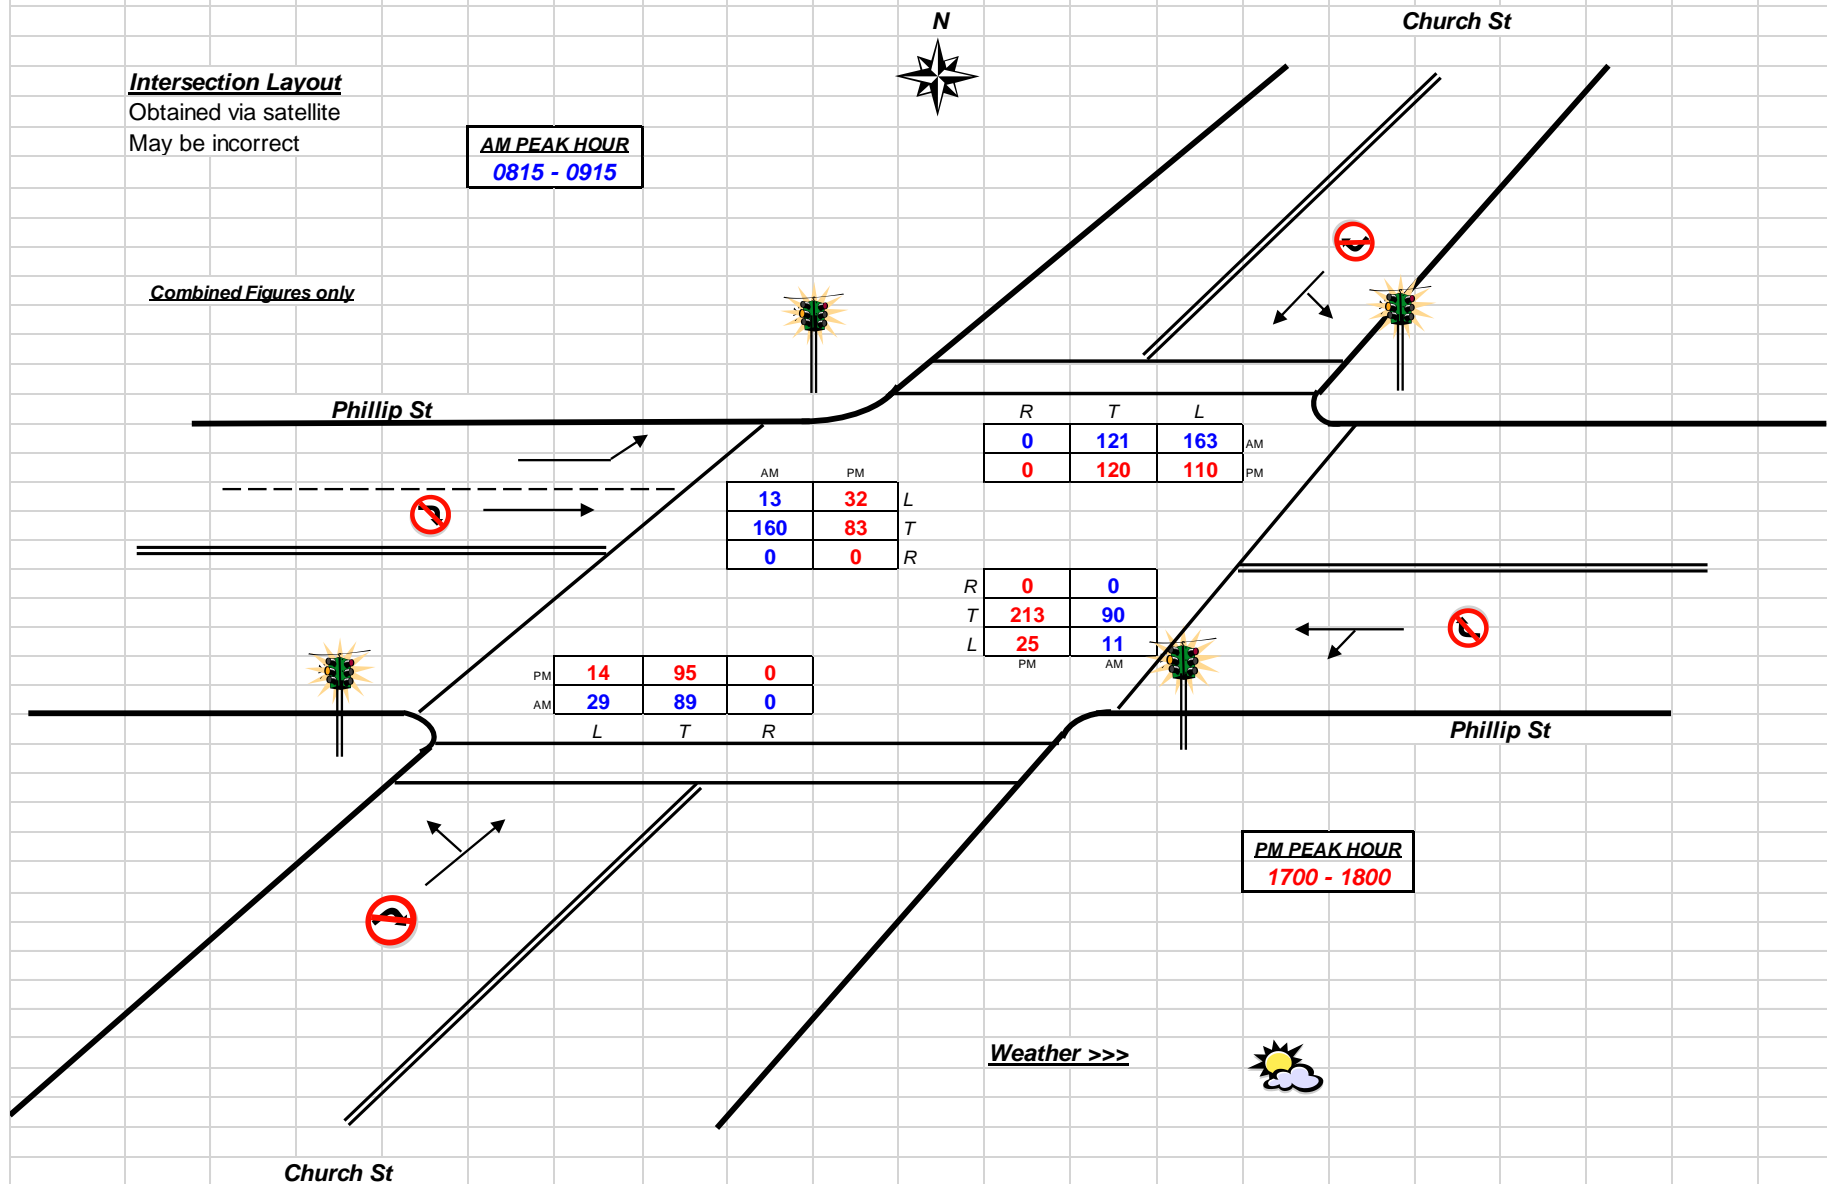 N
Church St
Intersection Layout
Obtained via satellite
May be incorrect
AM PEAK HOUR
0815 - 0915
Combined Figures only
Phillip St
R T L
0 121 163 AM
0 120 110 PM
AM PM
13 32 L
160 83 T
0 0 R
R 0 0
T 213 90
L 25 11
PM AM
PM 14 95 0
AM 29 89 0
L T R
Phillip St
PM PEAK HOUR
1700 - 1800
Weather >>>
Church St